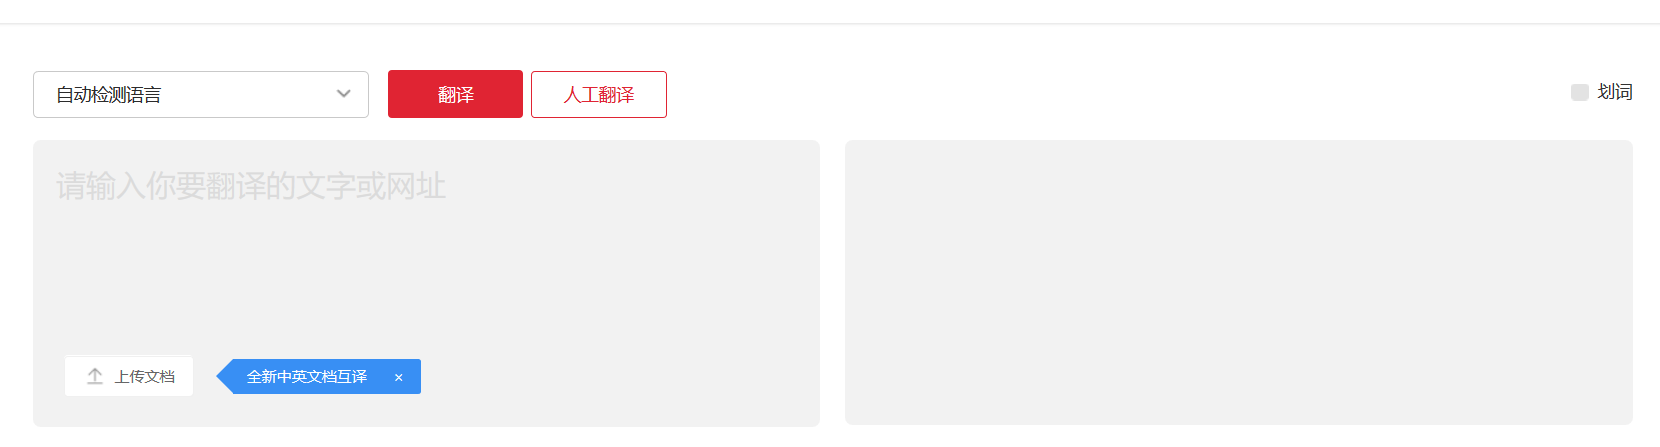 自动检测语言
翻译
人工翻译
划词
请输入你要翻译的文字或网址
上传文档
全新中英文档互译 ×